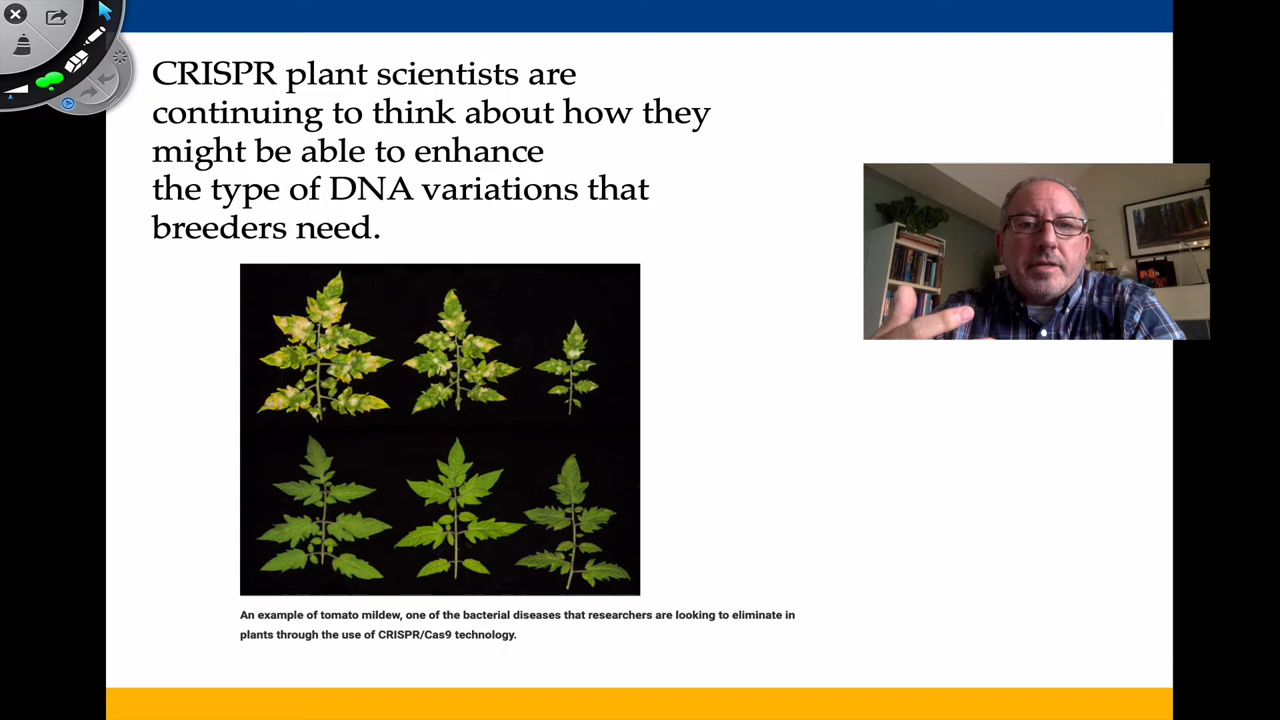 CRISPR plant scientists are
continuing to think about how they
might be able to enhance
the type of DNA variations that
breeders need.
An example of tomato mildew, one of the bacterial diseases that researchers are looking to eliminate in
plants through the use of CRISPR/Cas9 technology.